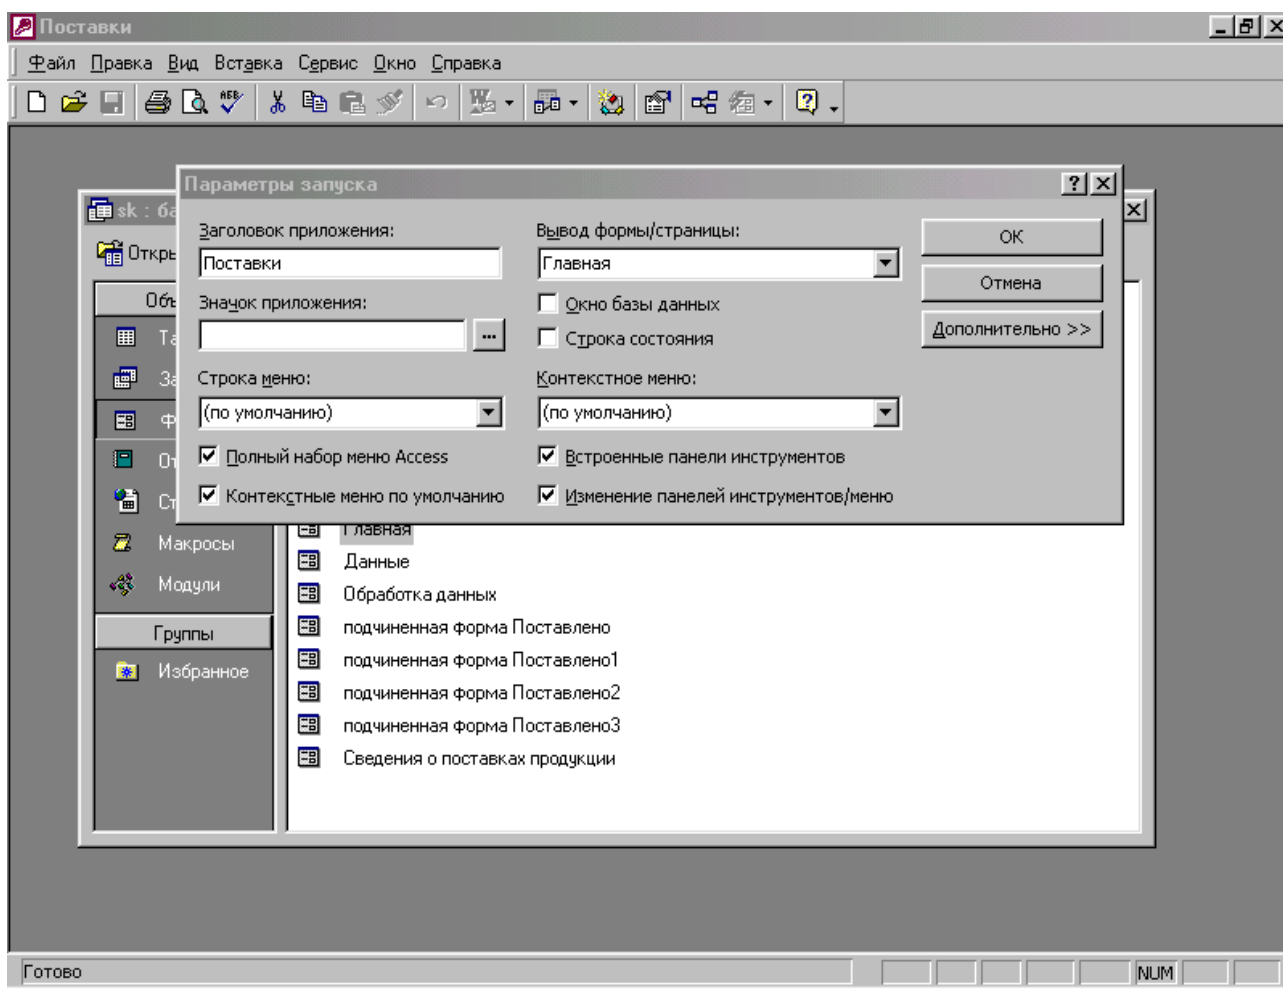 Поставки
Файл Правка Вид Вставка Сервис Окно Справка
Параметры запуска
sk :
Заголовок приложения:
Вывод формы/страницы:
OK
Поставки
Главная
Отмена
Значок приложения:
Окно базы данных
...
Строка состояния
Дополнительно >>
Строка меню:
Контекстное меню:
(по умолчанию)
(по умолчанию)
Полный набор меню Access
Встроенные панели инструментов
Контекстные меню по умолчанию
Изменение панелей инструментов/меню
Главная
Макросы
Данные
Модули
Обработка данных
Группы
подчиненная форма Поставлено
Избранное
подчиненная форма Поставлено1
подчиненная форма Поставлено2
подчиненная форма Поставлено3
Сведения о поставках продукции
Готово
NUM